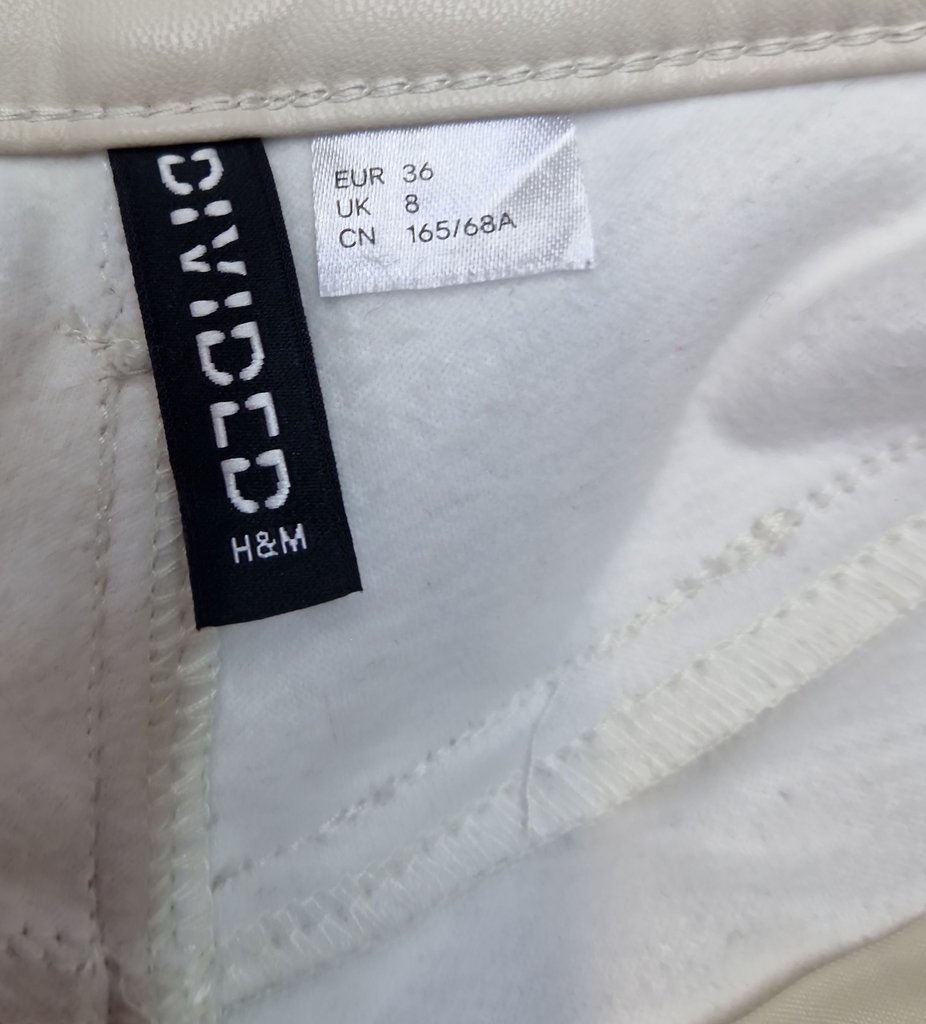 DIVIDED
H&M
EUR 36
UK 8
CN 165/68A